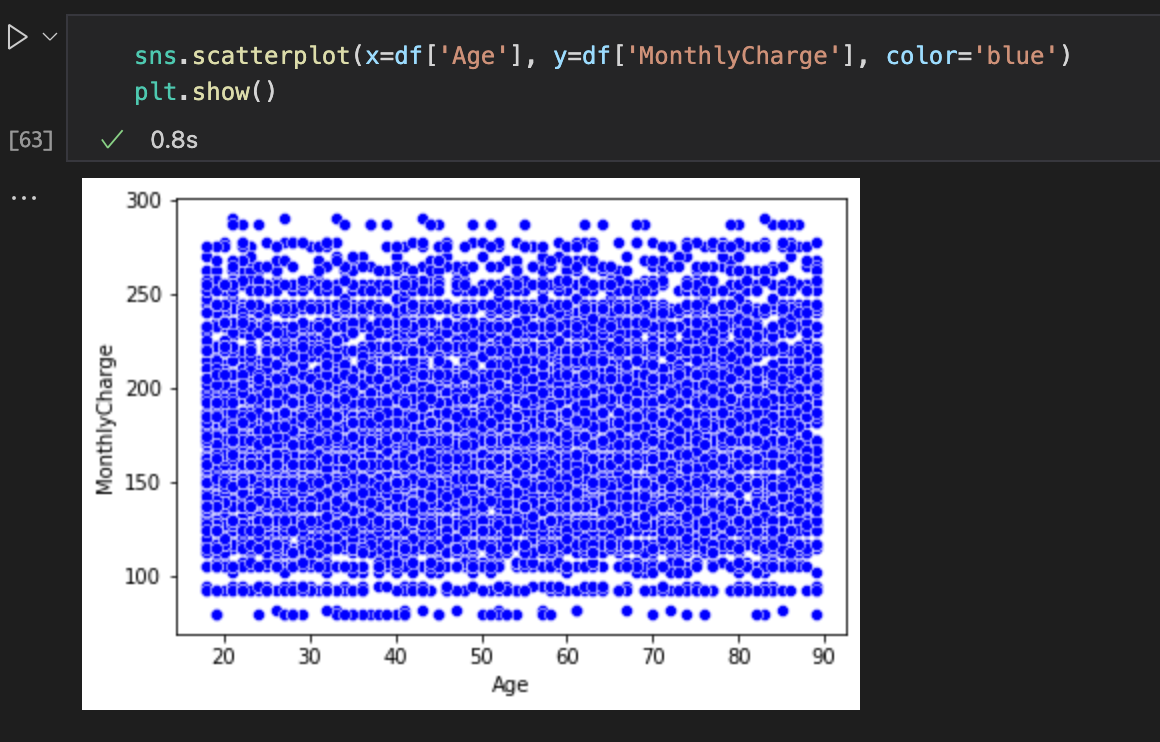 sns.scatterplot(x=df['Age'], y=df['MonthlyCharge'], color='blue')
plt.show()
[63]
0.8s
...
300
250
200
150
100
MonthlyCharge
20 30 40 50 60 70 80 90
Age